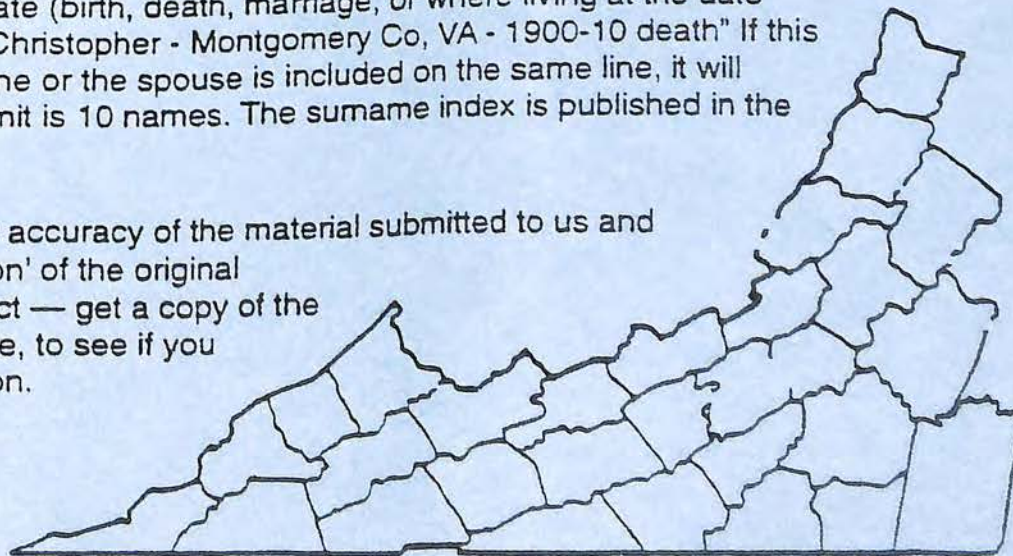 ate (birth, death, marriage, or where living at the date
Christopher - Montgomery Co, VA - 1900-10 death" If this
ne or the spouse is included on the same line, it will
nit is 10 names. The surname index is published in the
accuracy of the material submitted to us and
on' of the original
ct — get a copy of the
e, to see if you
on.